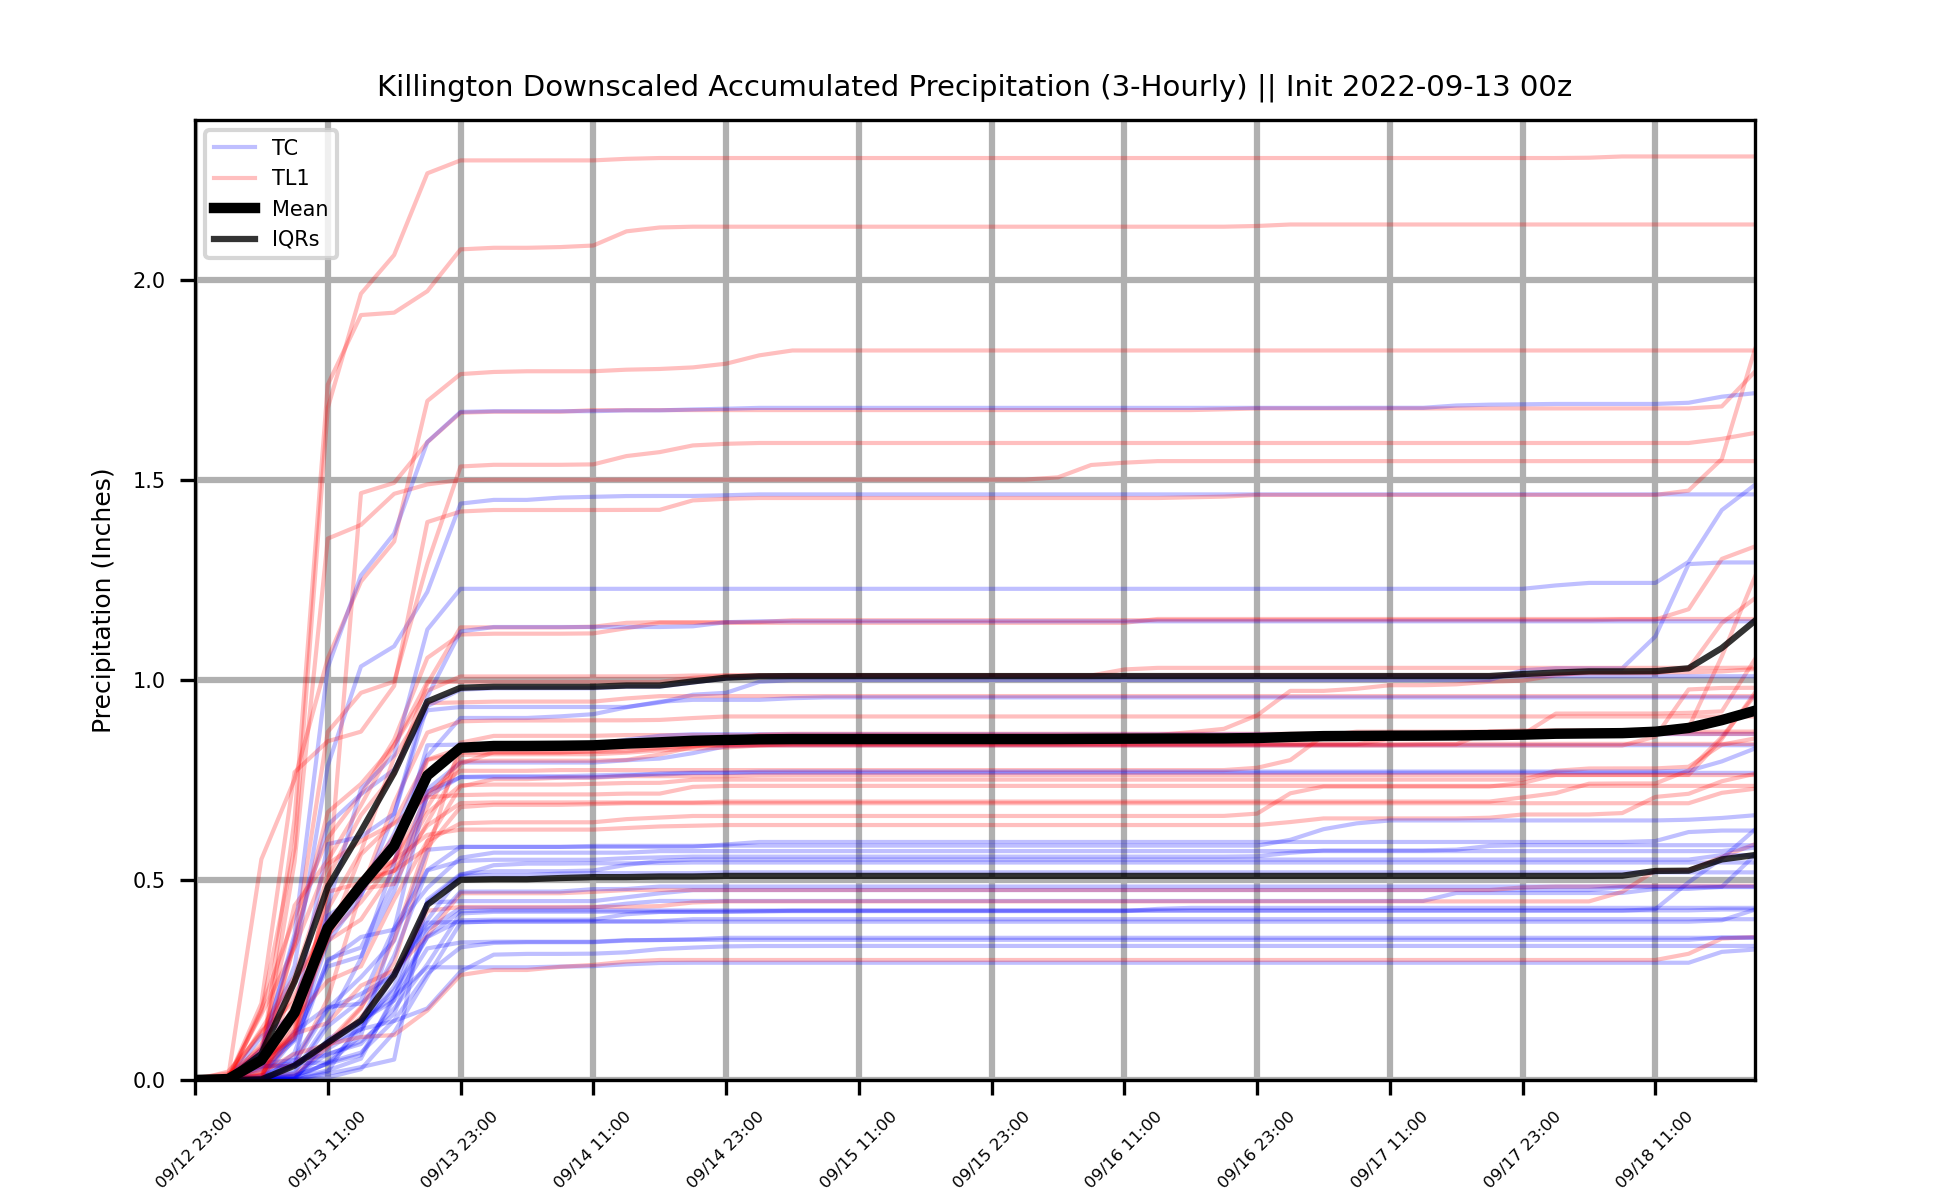 Killington Downscaled Accumulated Precipitation (3-Hourly) || Init 2022-09-13 00z
TC
TL1
Mean
IQRs
Precipitation (Inches)
2.0
1.5
1.0
0.5
0.0
09/12 23:00
09/13 11:00
09/13 23:00
09/14 11:00
09/14 23:00
09/15 11:00
09/15 23:00
09/16 11:00
09/16 23:00
09/17 11:00
09/17 23:00
09/18 11:00